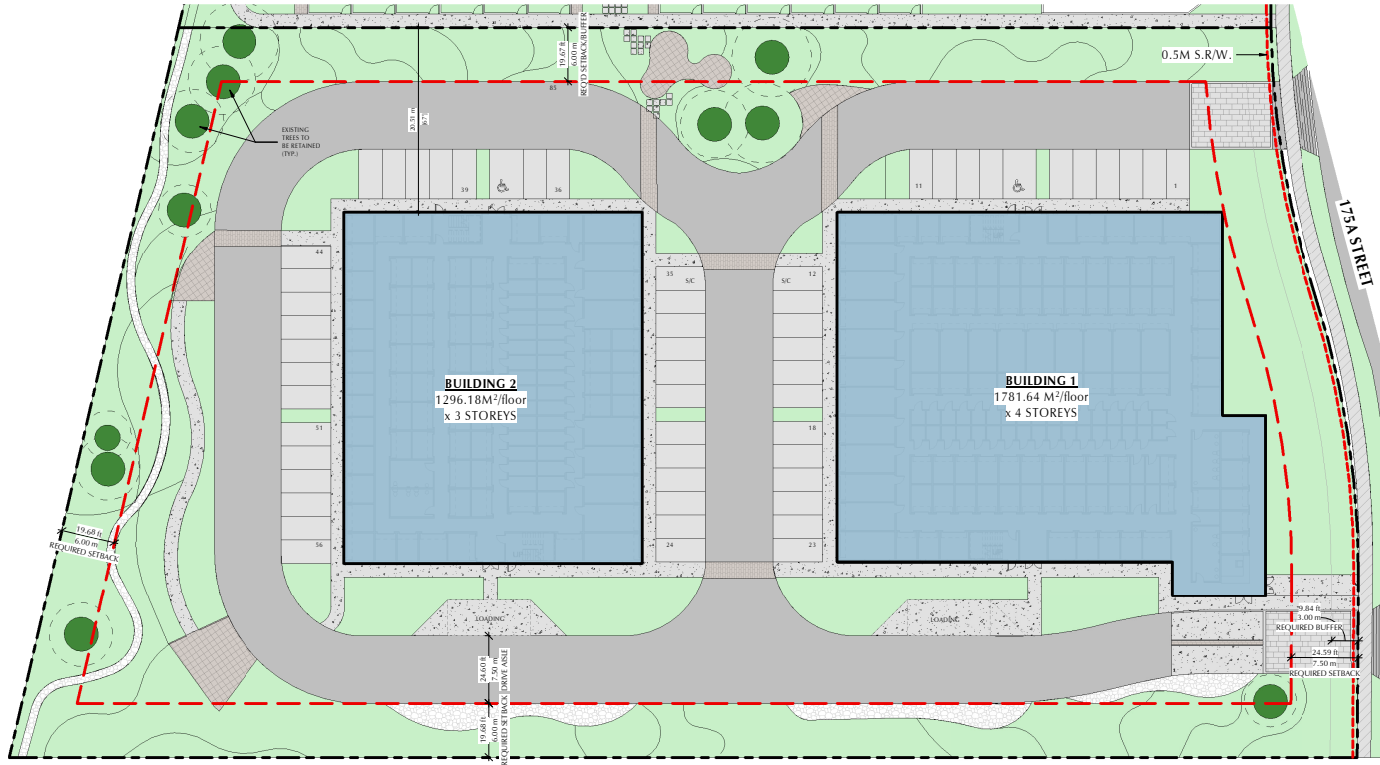 19.67 ft
6.00 m
REQ'D SETBACK/BUFFER
0.5M S.R/W.
85
20.51 m
EXISTING
TREES TO
BE RETAINED
(TYP.)
39
36
11
1
175A STREET
44
35
S/C
S/C
12
BUILDING 2
1296.18M²/floor
x 3 STOREYS
BUILDING 1
1781.64 M²/floor
x 4 STOREYS
51
18
19.68 ft
6.00 m
REQUIRED SETBACK
56
24
23
LOADING
LOADING
9.84 ft
3.00 m
REQUIRED BUFFER
24.59 ft
7.50 m
REQUIRED SETBACK
24.60 ft
7.50 m
DRIVE AISLE
19.68 ft
6.00 m
REQUIRED SETBACK